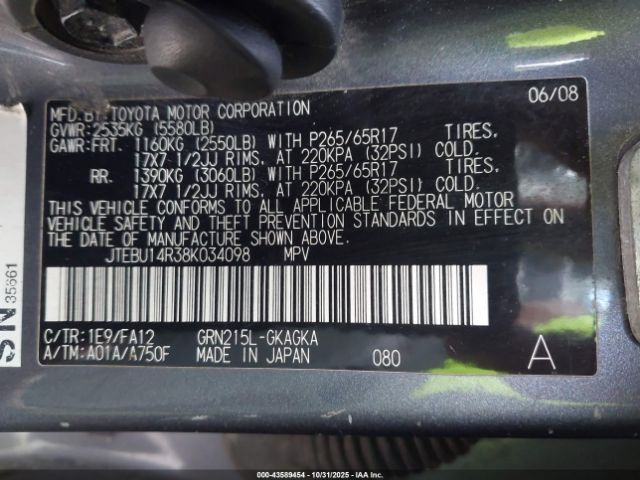 MFD. BY: TOYOTA MOTOR CORPORATION 06/08
GVWR: 2535KG (5580LB)
GAWR: FRT. 1160KG (2550LB) WITH P265/65R17 TIRES,
17X7 1/2JJ RIMS, AT 220KPA (32PSI) COLD.
RR. 1390KG (3060LB) WITH P265/65R17 TIRES,
17X7 1/2JJ RIMS, AT 220KPA (32PSI) COLD.
THIS VEHICLE CONFORMS TO ALL APPLICABLE FEDERAL MOTOR
VEHICLE SAFETY AND THEFT PREVENTION STANDARDS IN EFFECT ON
THE DATE OF MANUFACTURE SHOWN ABOVE.
JTEBU14R38K034098 MPV
C/TR: 1E9/FA12 GRN215L-GKAGKA
A/TM: A01A/A750F MADE IN JAPAN 080 A
SN 35661
000-43589454 | 10/31/2025 | IAA Inc.